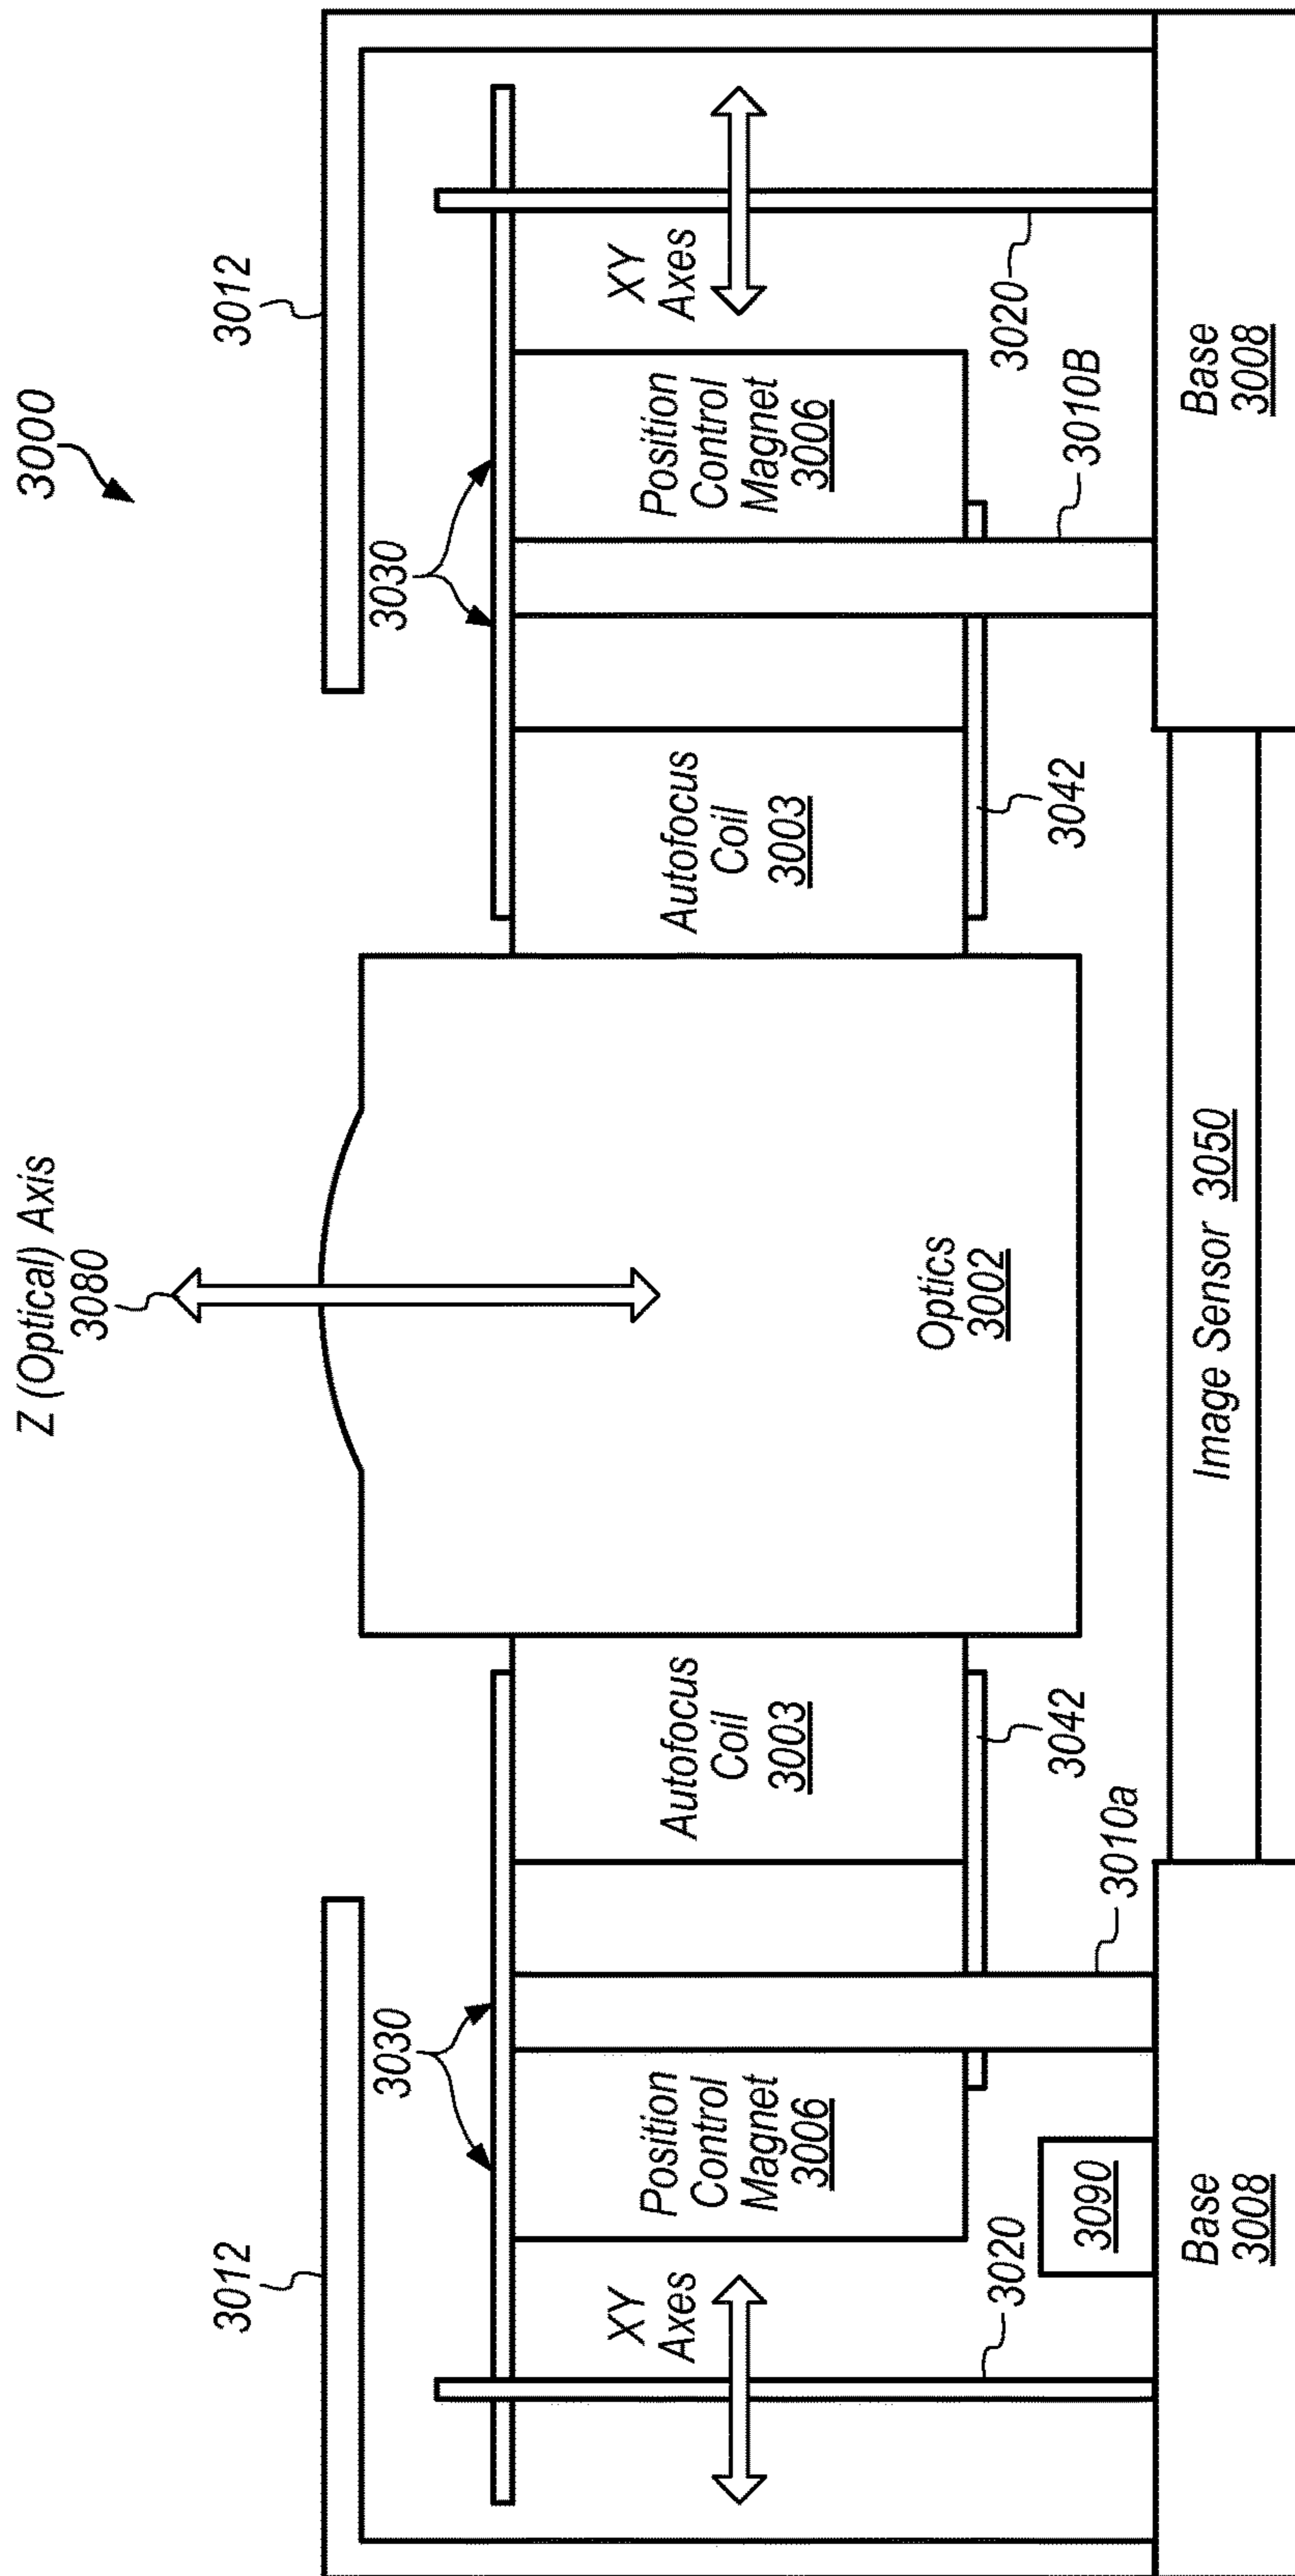 3000
Z (Optical) Axis
3080
3012
3012
3030
3030
XY
Axes
Position
Control
Magnet
3006
Autofocus
Coil
3003
Autofocus
Coil
3003
Position
Control
Magnet
3006
XY
Axes
Optics
3002
3020
3090
3010a
3042
3042
3010B
3020
Base
3008
Image Sensor 3050
Base
3008